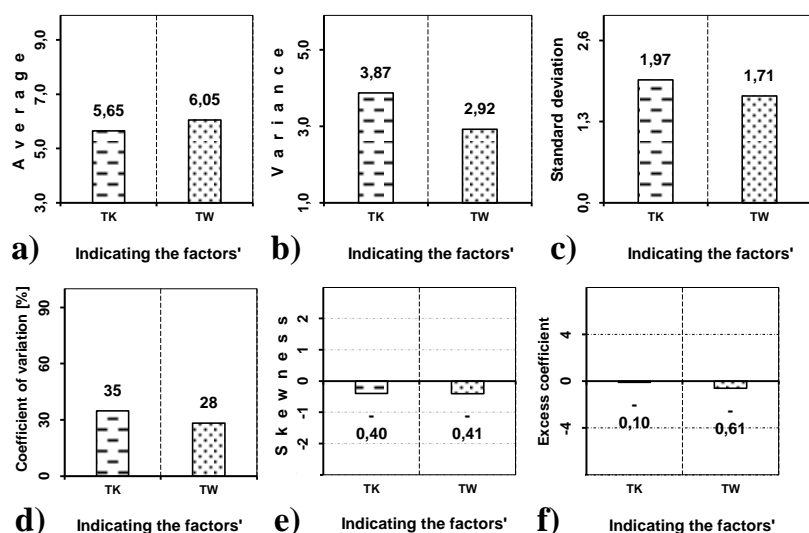 Average
9,0
7,0
5,0
3,0
5,65
6,05
TK
TW
a)
Indicating the factors'
Variance
5,0
3,0
1,0
3,87
2,92
TK
TW
b)
Indicating the factors'
Standard deviation
2,6
1,3
0,0
1,97
1,71
TK
TW
c)
Indicating the factors'
Coefficient of variation [%]
90
60
30
0
35
28
TK
TW
d)
Indicating the factors'
Skewness
2
1
0
-1
-2
-
0,40
-
0,41
TK
TW
e)
Indicating the factors'
Excess coefficient
4
0
-4
-
0,10
-
0,61
TK
TW
f)
Indicating the factors'